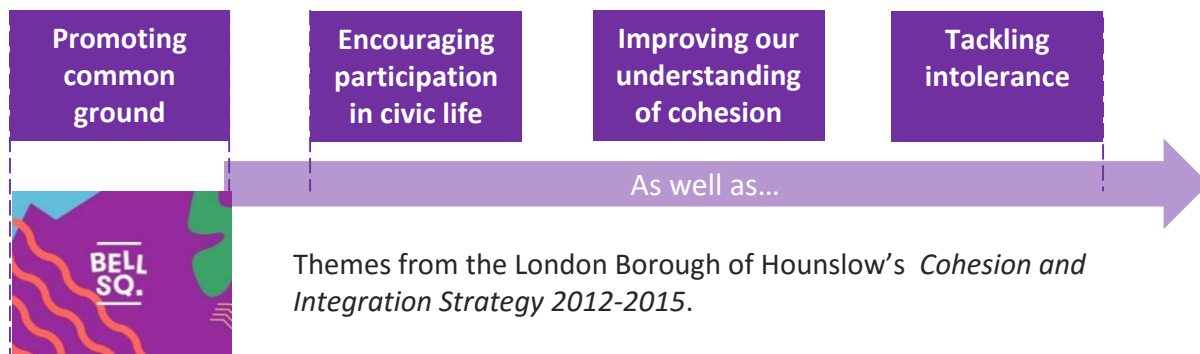 Promoting
common
ground
Encouraging
participation
in civic life
Improving our
understanding
of cohesion
Tackling
intolerance
As well as…
BELL
SQ.
Themes from the London Borough of Hounslow’s  Cohesion and
Integration Strategy 2012-2015.